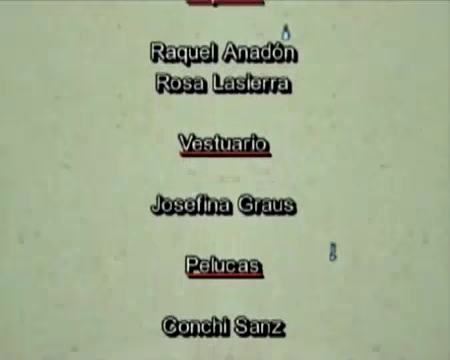 Raquel Anadón
Rosa Lasierra
Vestuario
Josefina Graus
Pelucas
Conchi Sanz